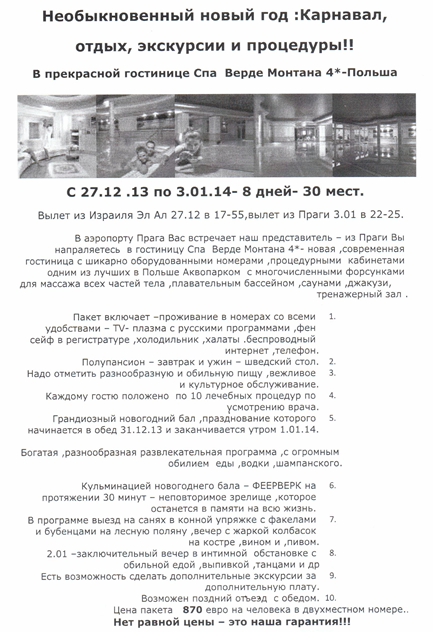 Необыкновенный новый год :Карнавал,
отдых, экскурсии и процедуры!!
В прекрасной гостинице Спа Верде Монтана 4*-Польша
С 27.12 .13 по 3.01.14- 8 дней- 30 мест.
Вылет из Израиля Эл Ал 27.12 в 17-55,вылет из Праги 3.01 в 22-25.
В аэропорту Прага Вас встречает наш представитель – из Праги Вы
напраляетесь в гостиницу Спа Верде Монтана 4*- новая ,современная
гостиница с шикарно оборудованными номерами ,процедурными кабинетами
одним из лучших в Польше Аквапарком с многочисленными форсунками
для массажа всех частей тела ,плавательным бассейном ,саунами ,джакузи,
тренажерный зал .
Пакет включает –проживание в номерах со всеми 1.
удобствами – TV- плазма с русскими программами ,фен
сейф в регистратуре ,холодильник ,халаты .беспроводный
интернет ,телефон.
Полупансион – завтрак и ужин – шведский стол. 2.
Надо отметить разнообразную и обильную пищу ,вежливое 3.
и культурное обслуживание.
Каждому гостю положено по 10 лечебных процедур по 4.
усмотрению врача.
Грандиозный новогодний бал ,празднование которого 5.
начинается в обед 31.12.13 и заканчивается утром 1.01.14.
Богатая ,разнообразная развлекательная программа ,с огромным
обилием еды ,водки ,шампанского.
Кульминацией новогоднего бала – ФЕЕРВЕРК на 6.
протяжении 30 минут – неповторимое зрелище ,которое
останется в памяти на всю жизнь.
В программе выезд на санях в конной упряжке с факелами 7.
и бубенцами на лесную поляну ,вечер с жаркой колбасок
на костре ,вином и ,пивом.
2.01 –заключительный вечер в интимной обстановке с 8.
обильной едой ,выпивкой ,танцами и др
Есть возможность сделать дополнительные экскурсии за 9.
дополнительную плату.
Возможен поздний отъезд с обедом. 10.
Цена пакета 870 евро на человека в двухместном номере..
Нет равной цены – это наша гарантия!!!